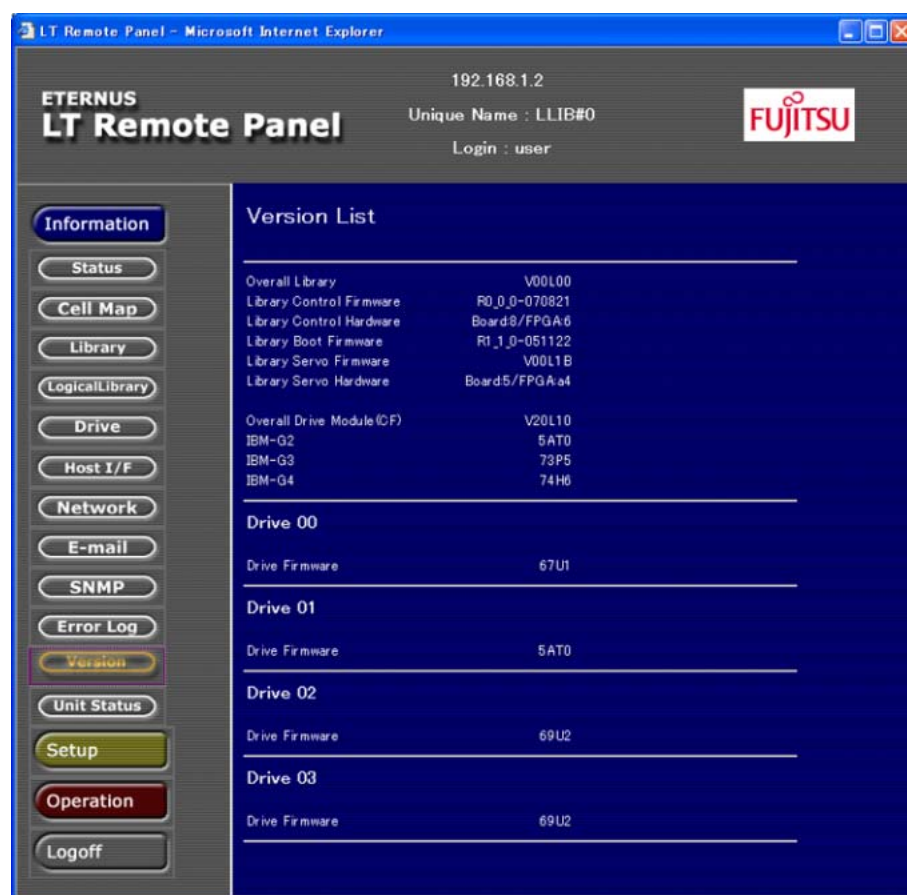 LT Remote Panel - Microsoft Internet Explorer
ETERNUS
LT Remote Panel
192.168.1.2
Unique Name : LLIB#0
Login : user
FUJITSU
Information
Status
Cell Map
Library
LogicalLibrary
Drive
Host I/F
Network
E-mail
SNMP
Error Log
Version
Unit Status
Setup
Operation
Logoff
Version List
Overall Library V00L00
Library Control Firmware R0_0_0-070821
Library Control Hardware Board:8/FPGA:6
Library Boot Firmware R1_1_0-051122
Library Servo Firmware V00L1B
Library Servo Hardware Board:5/FPGA:a4
Overall Drive Module(CF) V20L10
IBM-G2 5AT0
IBM-G3 73P5
IBM-G4 74H6
Drive 00
Drive Firmware 67U1
Drive 01
Drive Firmware 5AT0
Drive 02
Drive Firmware 69U2
Drive 03
Drive Firmware 69U2